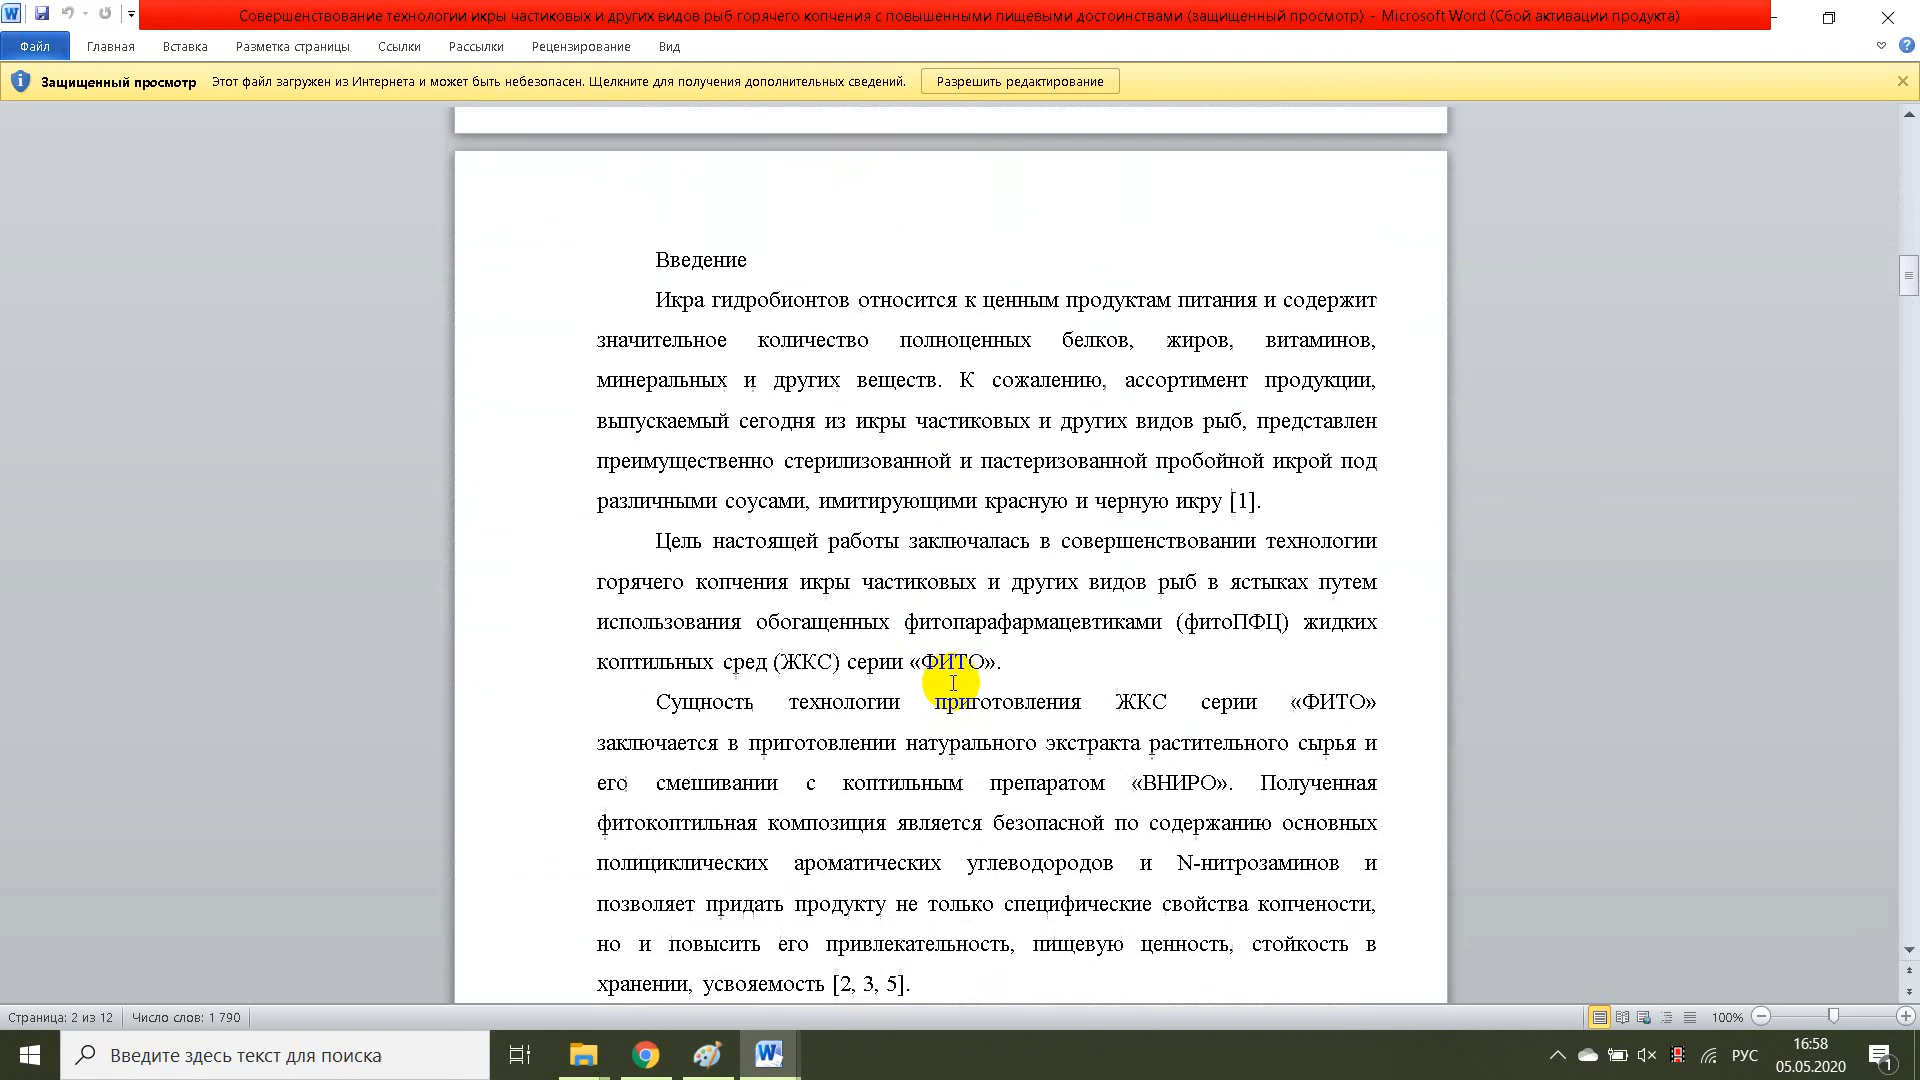 Совершенствование технологии икры частиковых и других видов рыб горячего копчения с повышенными пищевыми достоинствами (защищенный просмотр) - Microsoft Word (Сбой активации продукта)
Файл Главная Вставка Разметка страницы Ссылки Рассылки Рецензирование Вид
Защищенный просмотр Этот файл загружен из Интернета и может быть небезопасен. Щелкните для получения дополнительных сведений. Разрешить редактирование
Введение
Икра гидробионтов относится к ценным продуктам питания и содержит
значительное количество полноценных белков, жиров, витаминов,
минеральных и других веществ. К сожалению, ассортимент продукции,
выпускаемый сегодня из икры частиковых и других видов рыб, представлен
преимущественно стерилизованной и пастеризованной пробойной икрой под
различными соусами, имитирующими красную и черную икру [1].
Цель настоящей работы заключалась в совершенствовании технологии
горячего копчения икры частиковых и других видов рыб в ястыках путем
использования обогащенных фитопарафармацевтиками (фитоПФЦ) жидких
коптильных сред (ЖКС) серии «ФИТО».
Сущность технологии приготовления ЖКС серии «ФИТО»
заключается в приготовлении натурального экстракта растительного сырья и
его смешивании с коптильным препаратом «ВНИРО». Полученная
фитокоптильная композиция является безопасной по содержанию основных
полициклических ароматических углеводородов и N-нитрозаминов и
позволяет придать продукту не только специфические свойства копчености,
но и повысить его привлекательность, пищевую ценность, стойкость в
хранении, усвояемость [2, 3, 5].
Страница: 2 из 12 Число слов: 1 790 100%
Введите здесь текст для поиска
РУС
16:58
05.05.2020
1